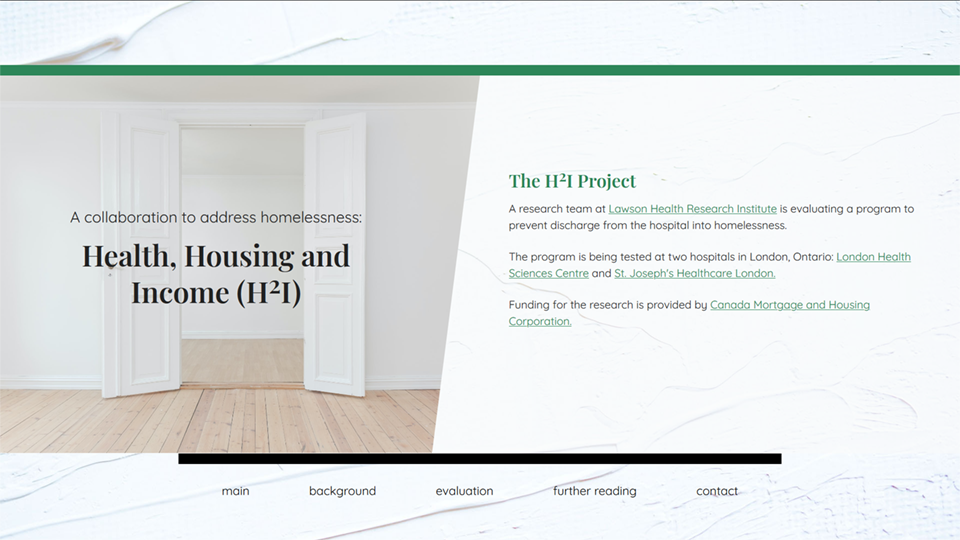 A collaboration to address homelessness:
Health, Housing and
Income (H²I)
The H²I Project
A research team at Lawson Health Research Institute is evaluating a program to
prevent discharge from the hospital into homelessness.
The program is being tested at two hospitals in London, Ontario: London Health
Sciences Centre and St. Joseph's Healthcare London.
Funding for the research is provided by Canada Mortgage and Housing
Corporation.
main background evaluation further reading contact